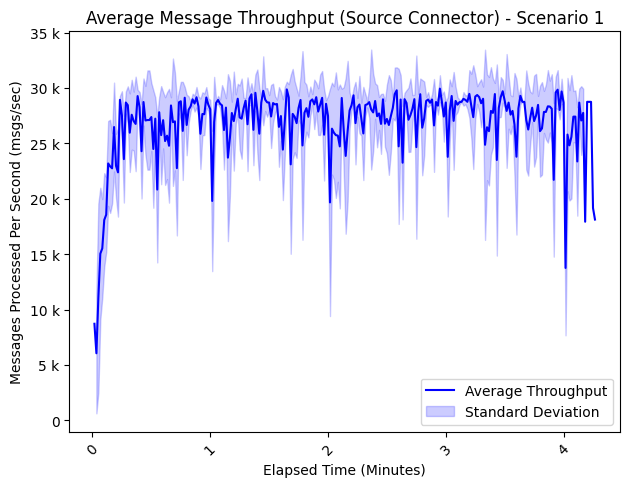 Average Message Throughput (Source Connector) - Scenario 1
Messages Processed Per Second (msgs/sec)
35 k
30 k
25 k
20 k
15 k
10 k
5 k
0
Average Throughput
Standard Deviation
0
1
2
3
4
Elapsed Time (Minutes)